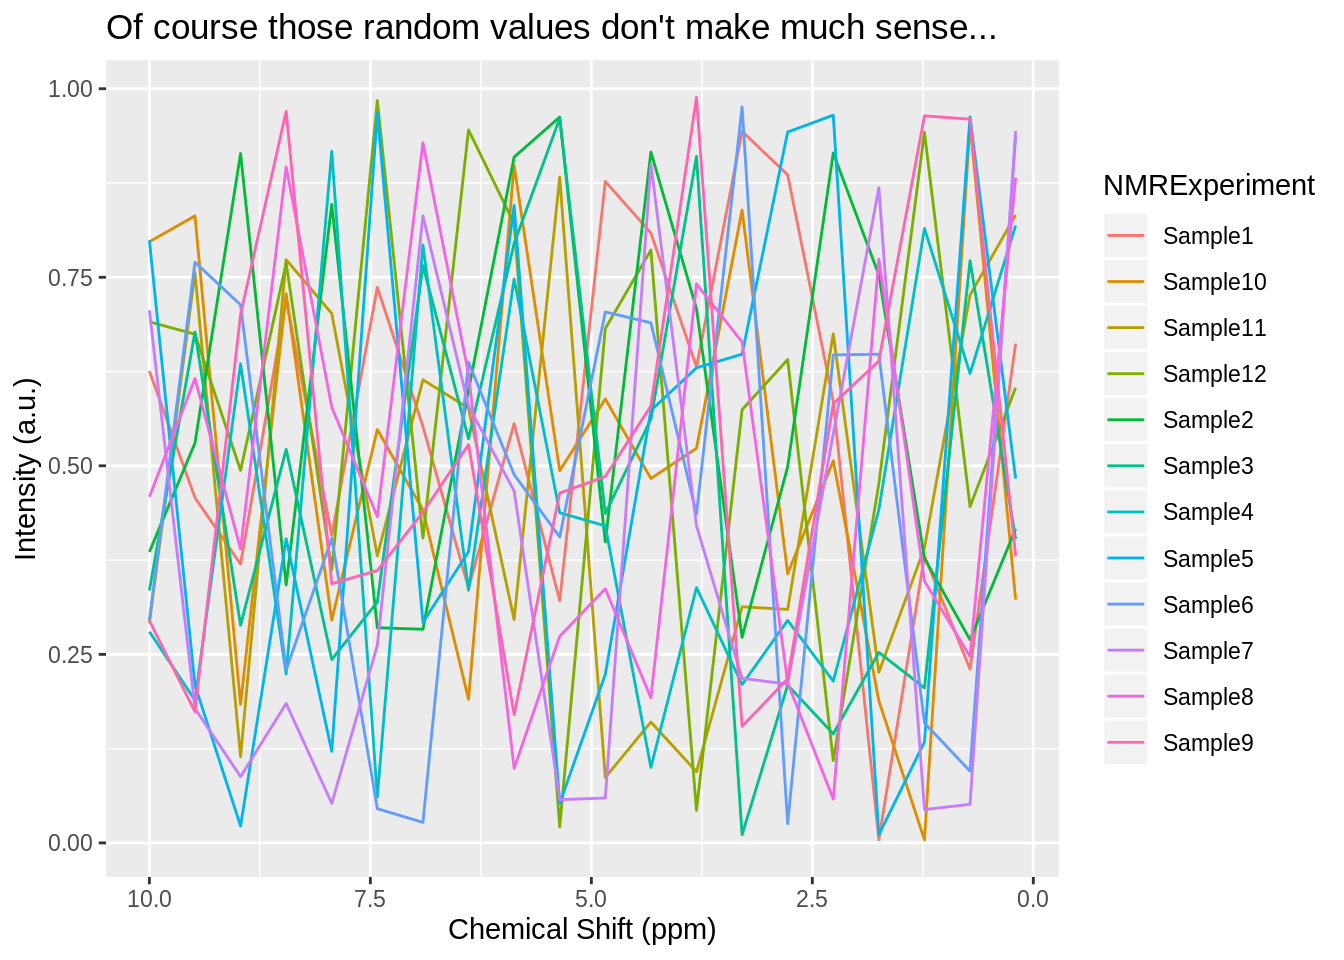 Of course those random values don't make much sense...
1.00
0.75
0.50
0.25
0.00
Intensity (a.u.)
10.0
7.5
5.0
2.5
0.0
Chemical Shift (ppm)
NMRExperiment
Sample1
Sample10
Sample11
Sample12
Sample2
Sample3
Sample4
Sample5
Sample6
Sample7
Sample8
Sample9